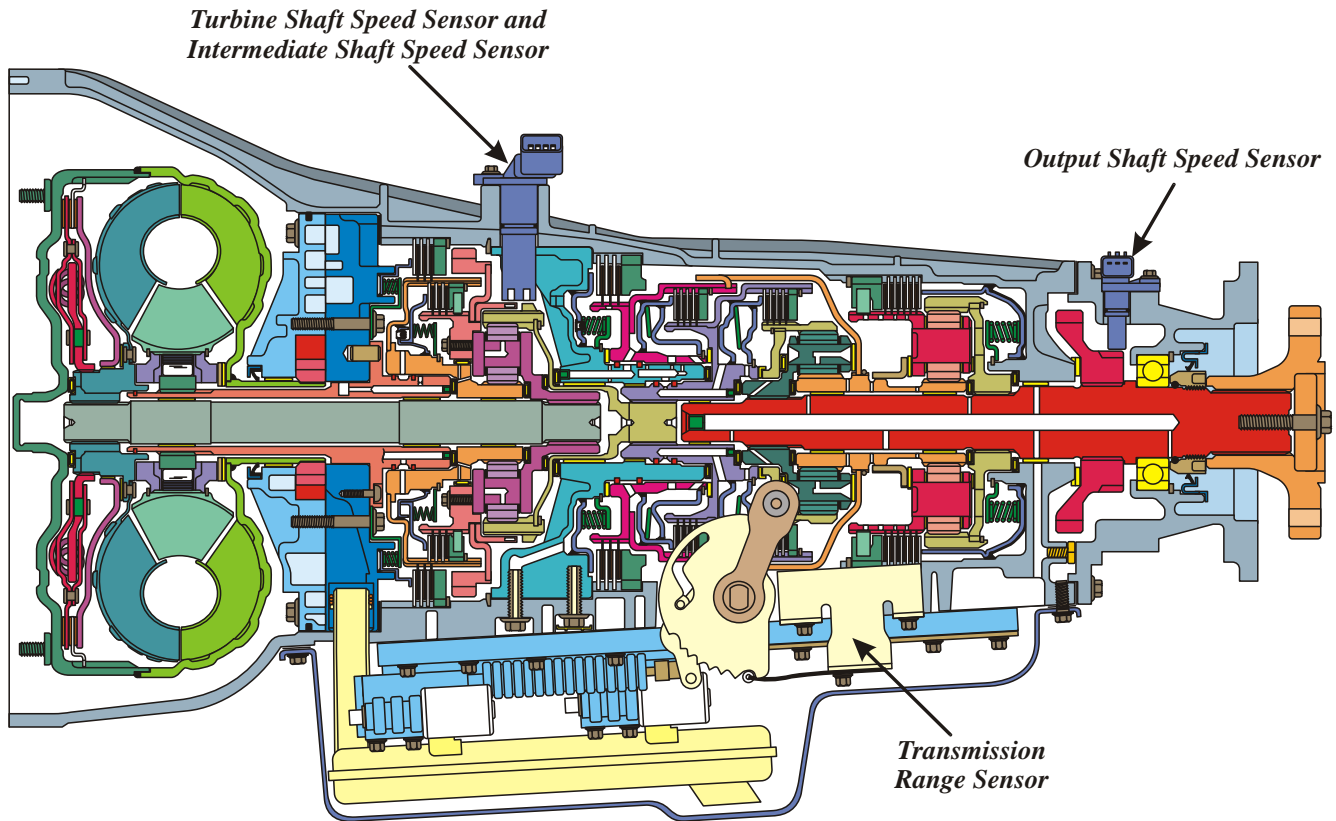 Turbine Shaft Speed Sensor and
Intermediate Shaft Speed Sensor
Output Shaft Speed Sensor
Transmission
Range Sensor